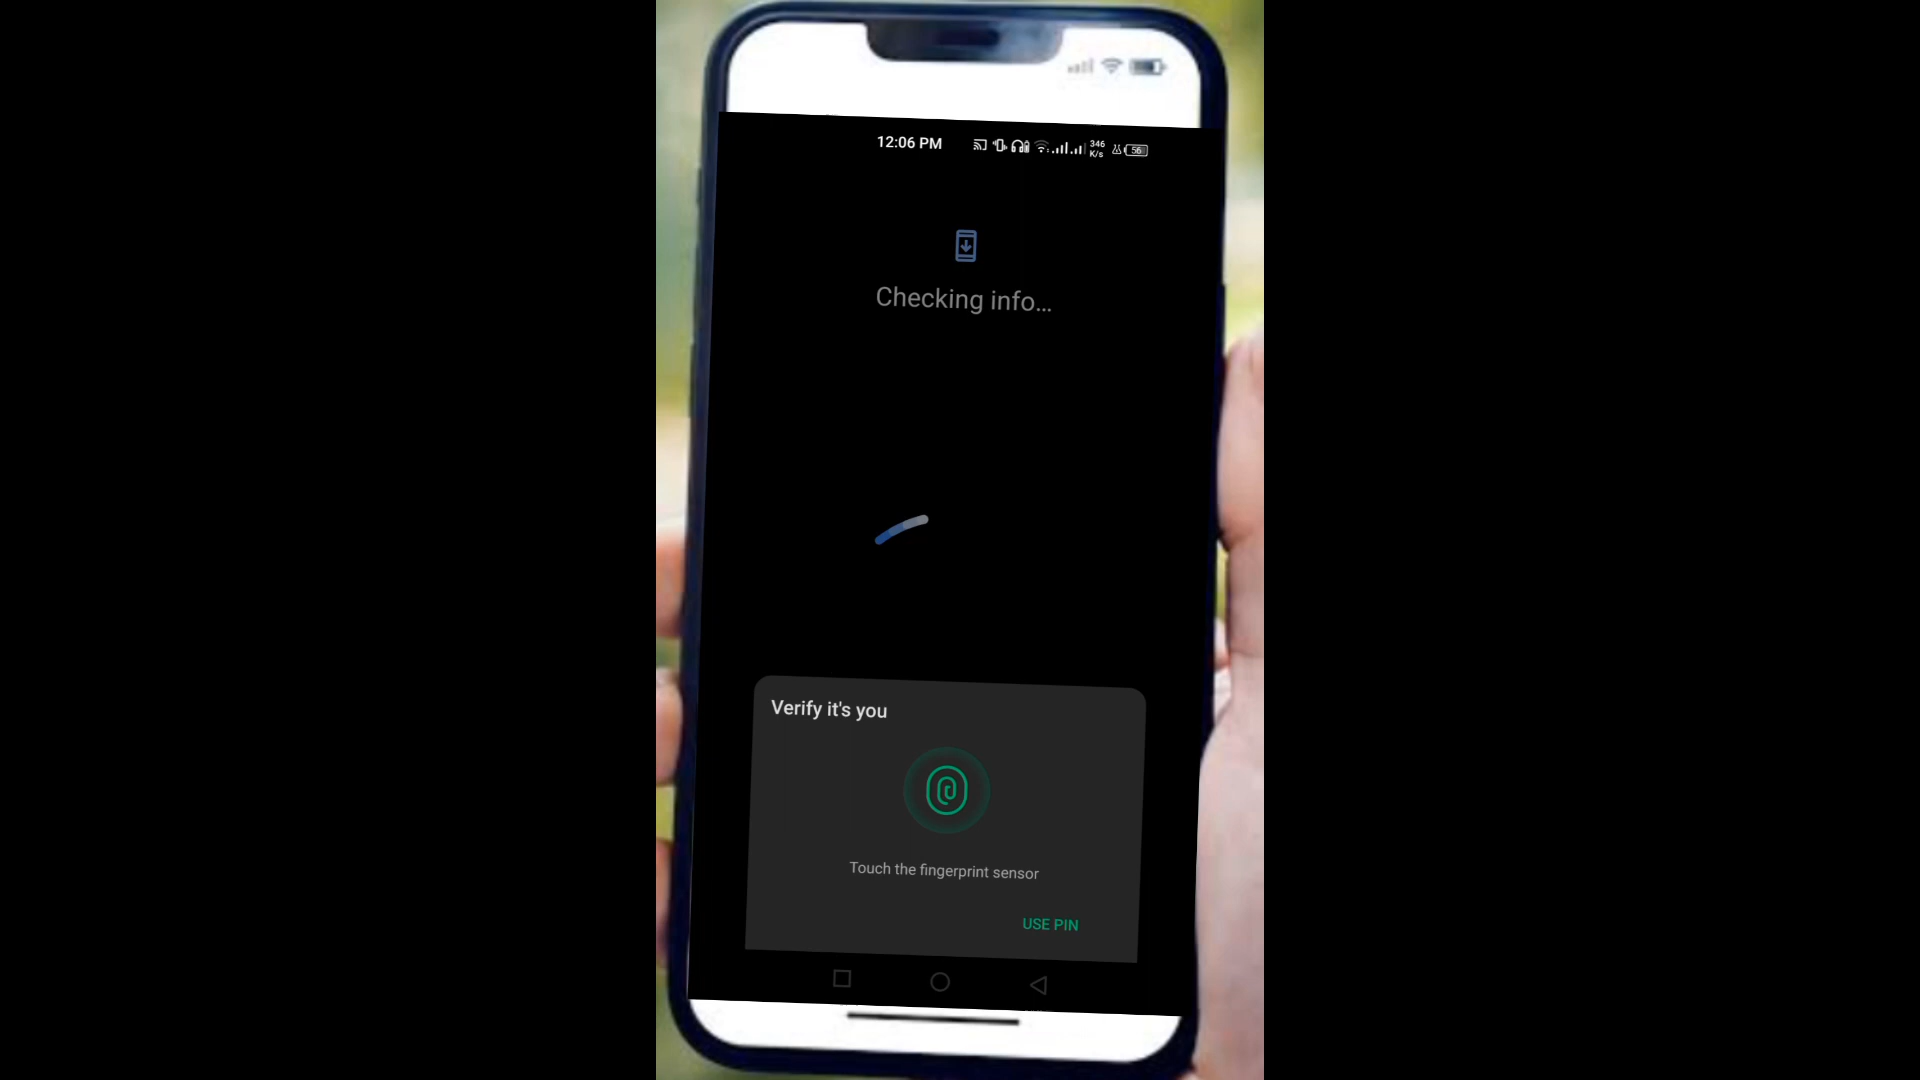 12:06 PM 346 K/s 56
Checking info...
Verify it's you
Touch the fingerprint sensor
USE PIN